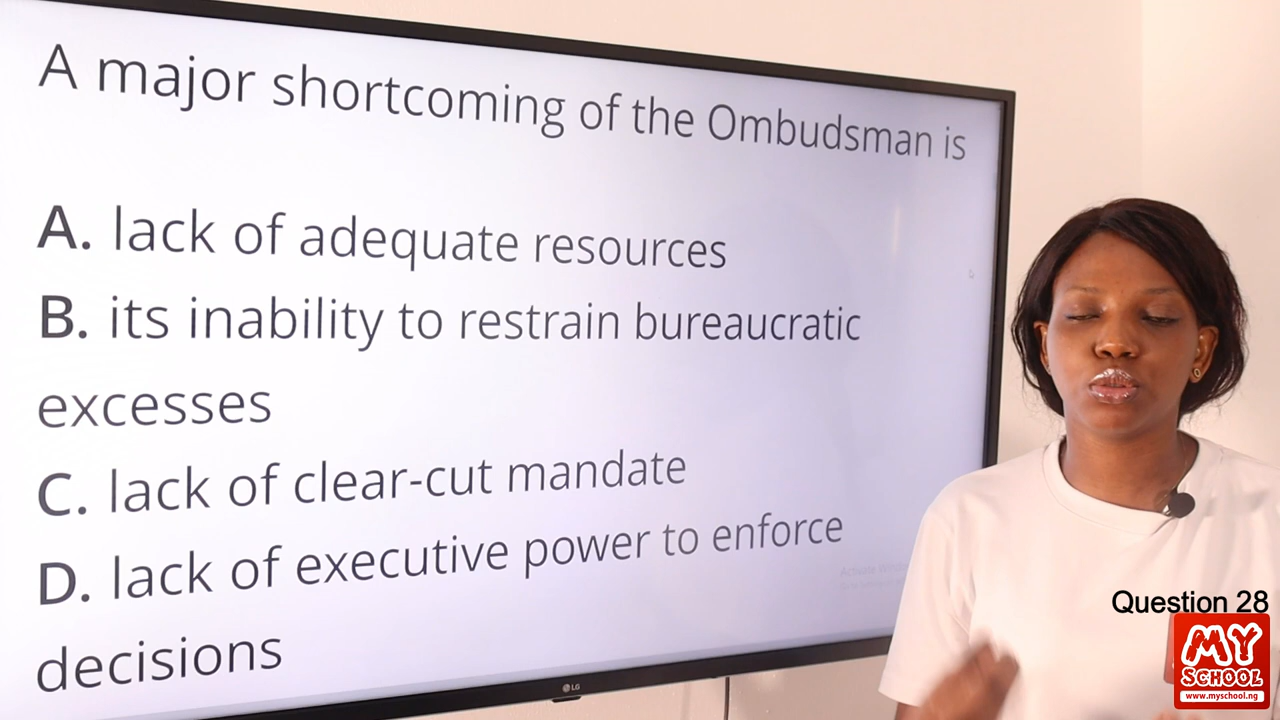 A major shortcoming of the Ombudsman is
A. lack of adequate resources
B. its inability to restrain bureaucratic
excesses
C. lack of clear-cut mandate
D. lack of executive power to enforce
decisions
LG
Question 28
MY
SCHOOL
www.myschool.ng